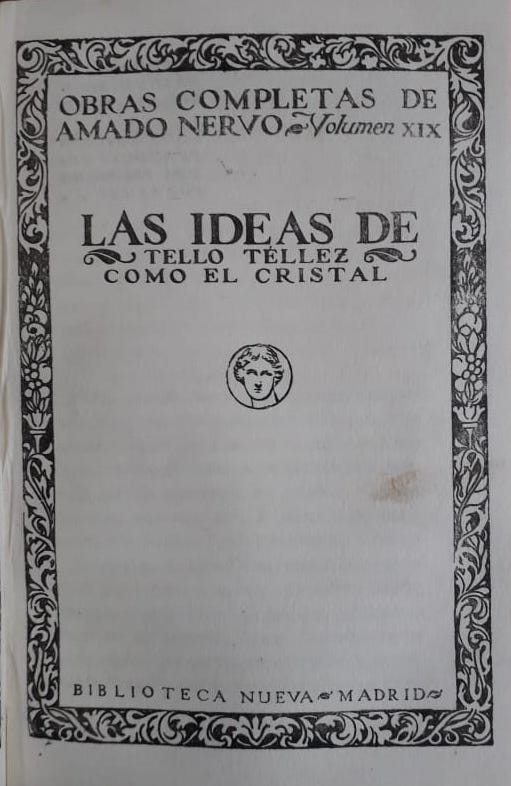 OBRAS COMPLETAS DE
AMADO NERVO Volumen XIX
LAS IDEAS DE
TELLO TÉLLEZ
COMO EL CRISTAL
BIBLIOTECA NUEVA MADRID